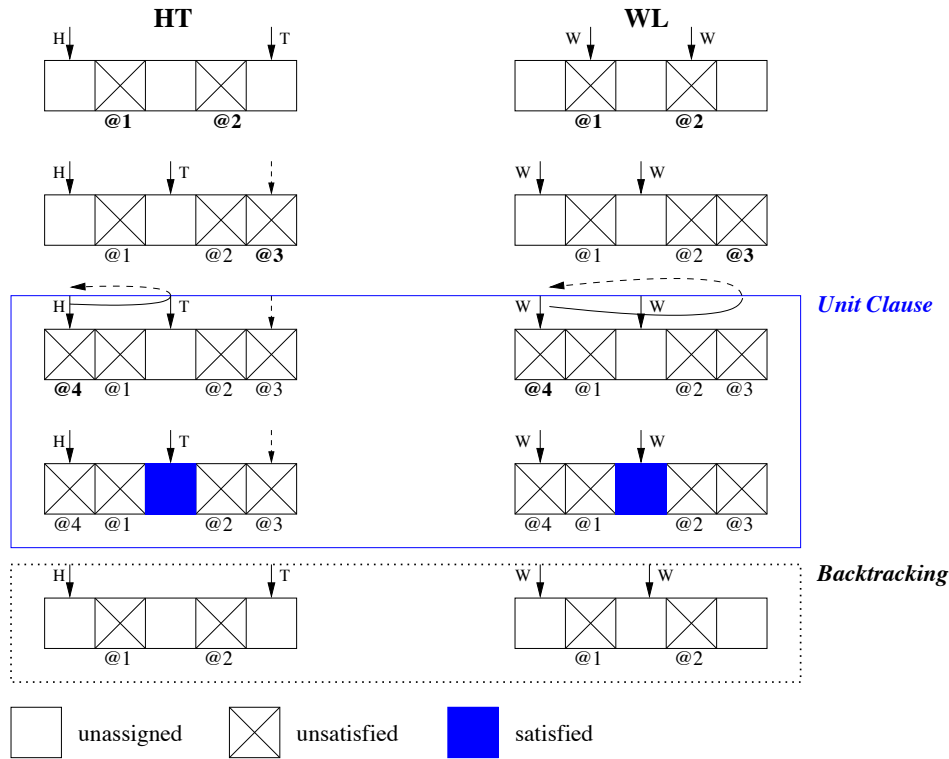 HT WL
H T W W
@1 @2 @1 @2
H T W W
@1 @2 @3 @1 @2 @3
H T W W Unit Clause
@4 @1 @2 @3 @4 @1 @2 @3
H T W W
@4 @1 @2 @3 @4 @1 @2 @3
H T W W Backtracking
@1 @2 @1 @2
unassigned unsatisfied satisfied